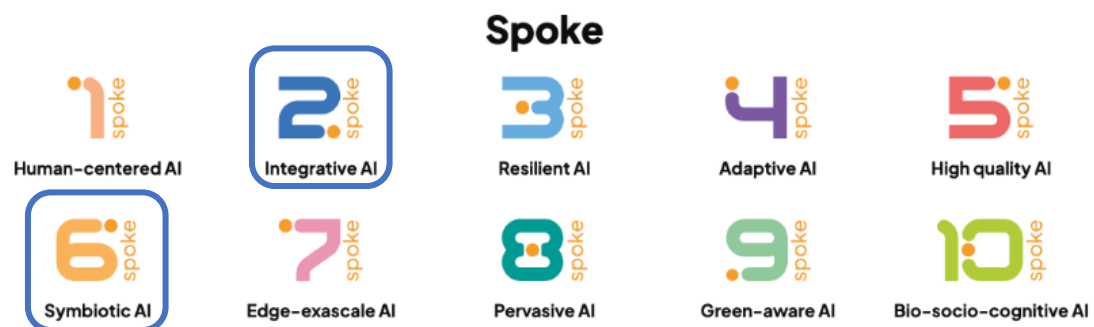 Spoke
1 spoke 2 spoke 3 spoke 4 spoke 5 spoke
Human-centered AI Integrative AI Resilient AI Adaptive AI High quality AI
6 spoke 7 spoke 8 spoke 9 spoke 10 spoke
Symbiotic AI Edge-exascale AI Pervasive AI Green-aware AI Bio-socio-cognitive AI